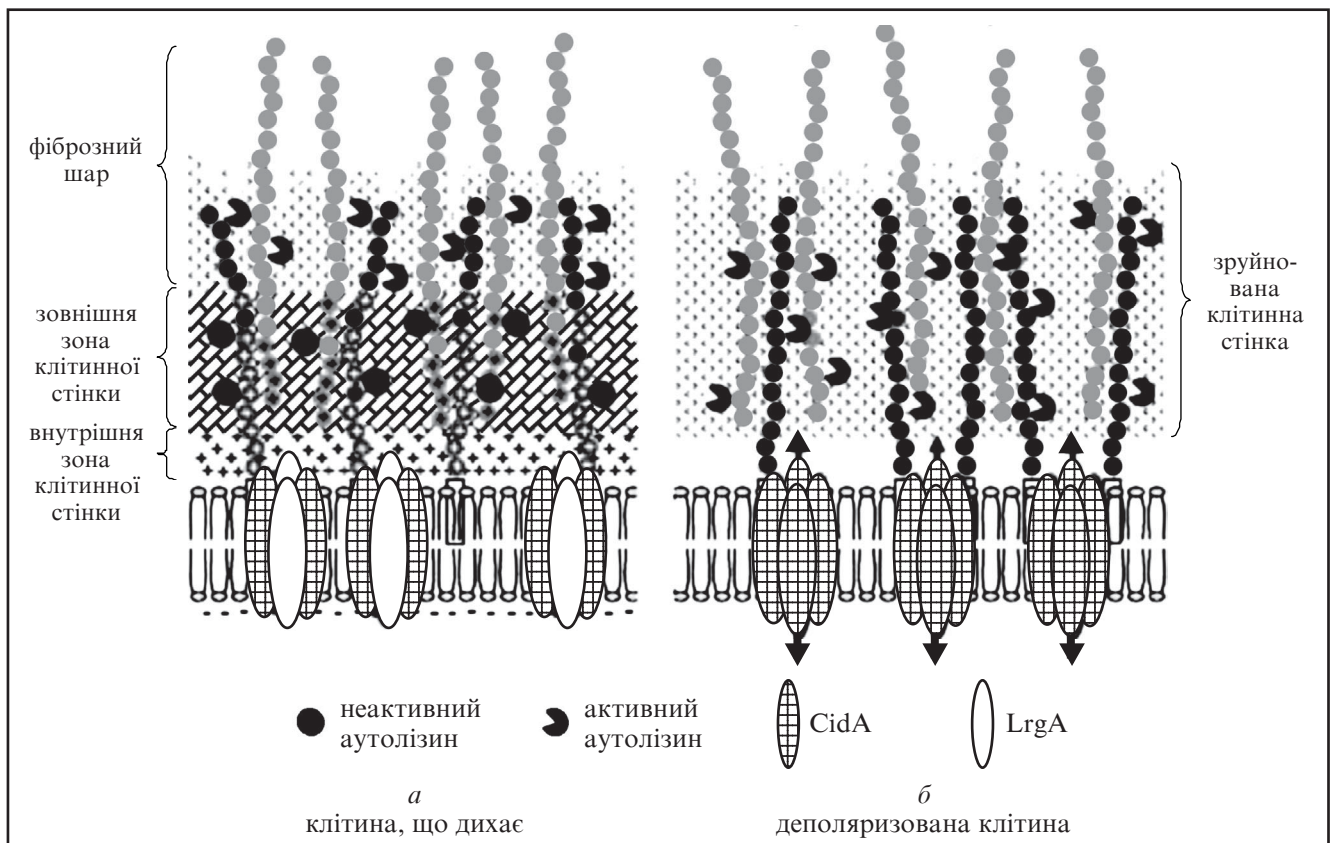 фіброзний
шар
зовнішня
зона
клітинної
стінки
внутрішня
зона
клітинної
стінки
зруйно-
вана
клітинна
стінка
неактивний
аутолізин
активний
аутолізин
CidA
LrgA
а
клітина, що дихає
б
деполяризована клітина